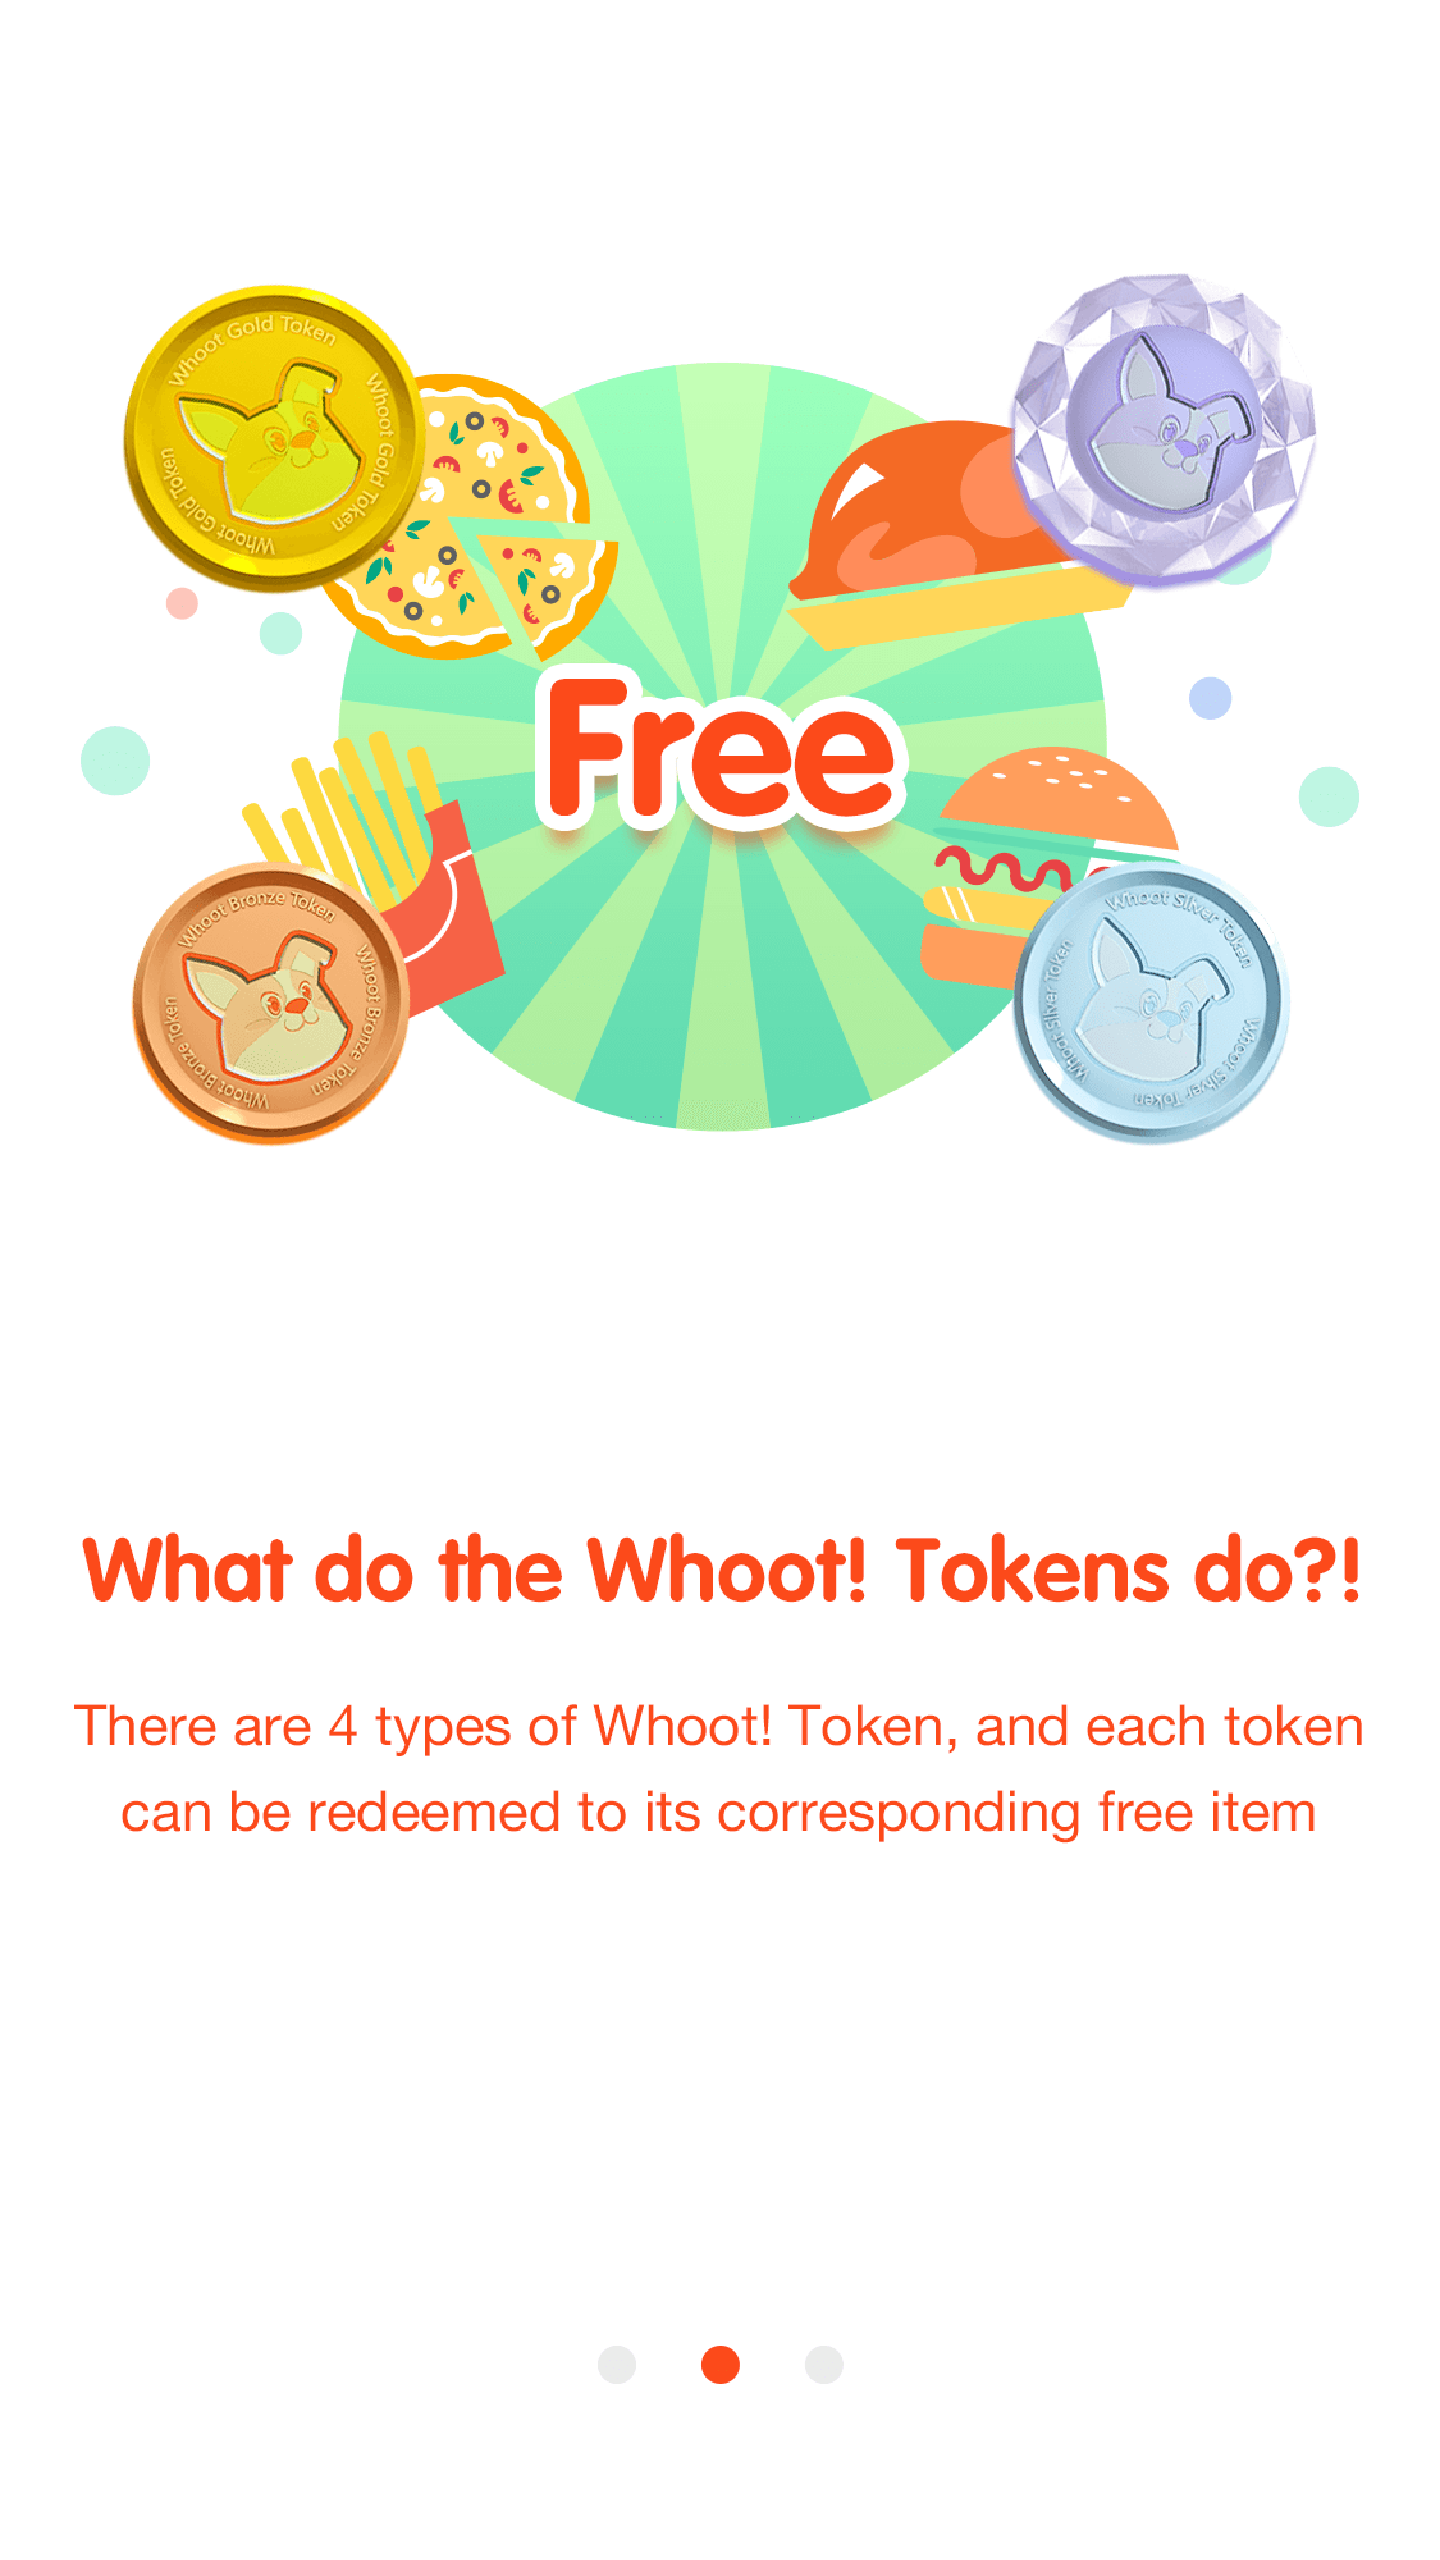 Whoot Gold Token
Whoot Gold Token
Whoot Gold Token
Free
Whoot Bronze Token
Whoot Bronze Token
Whoot Bronze Token
Whoot Silver Token
Whoot Silver Token
Whoot Silver Token
What do the Whoot! Tokens do?!
There are 4 types of Whoot! Token, and each token
can be redeemed to its corresponding free item